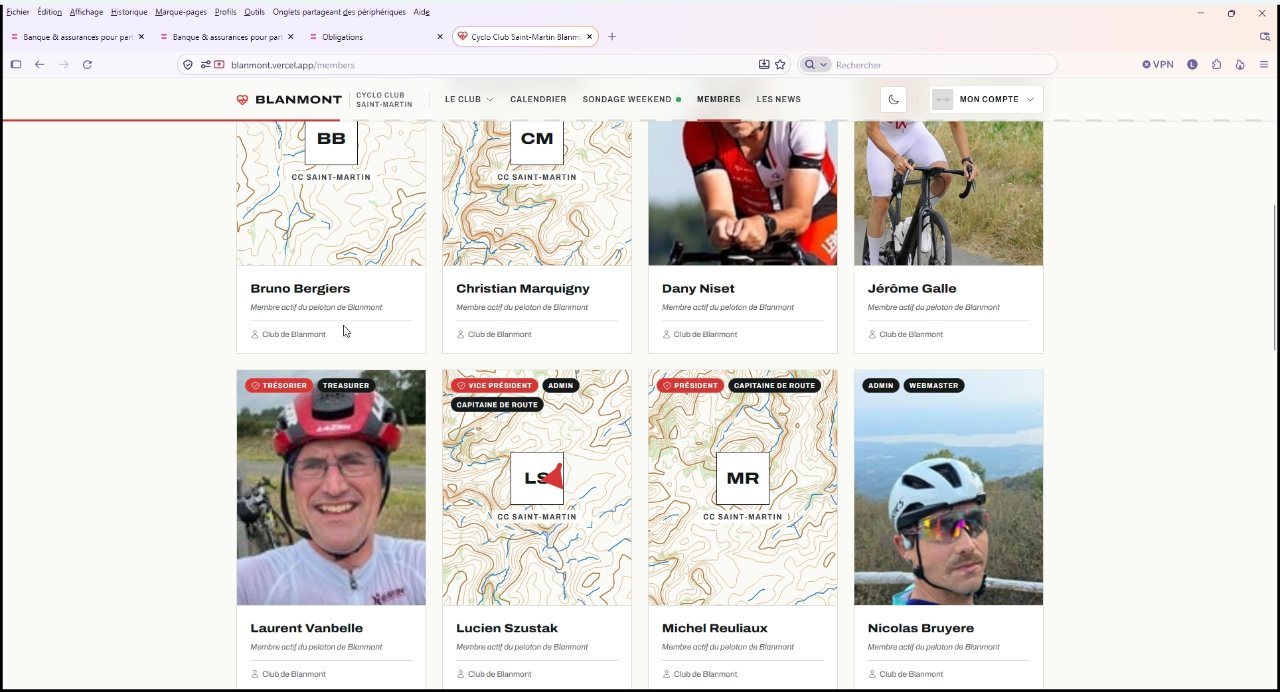 Fichier Édition Affichage Historique Marque-pages Profils Outils Onglets partageant des périphériques Aide
Banque & assurances pour par Banque & assurances pour par Obligations Cyclo Club Saint-Martin Blanm
blanmont.vercel.app/members Rechercher VPN L
BLANMONT CYCLO CLUB SAINT-MARTIN LE CLUB CALENDRIER SONDAGE WEEKEND MEMBRES LES NEWS MON COMPTE
BB CM
CC SAINT-MARTIN CC SAINT-MARTIN
Bruno Bergiers Christian Marquigny Dany Niset Jérôme Galle
Membre actif du peloton de Blanmont Membre actif du peloton de Blanmont Membre actif du peloton de Blanmont Membre actif du peloton de Blanmont
Club de Blanmont Club de Blanmont Club de Blanmont Club de Blanmont
TRÉSORIER TREASURER VICE PRÉSIDENT ADMIN PRÉSIDENT CAPITAINE DE ROUTE ADMIN WEBMASTER
CAPITAINE DE ROUTE
LAZER
LS MR
CC SAINT-MARTIN CC SAINT-MARTIN
Laurent Vanbelle Lucien Szustak Michel Reuliaux Nicolas Bruyere
Membre actif du peloton de Blanmont Membre actif du peloton de Blanmont Membre actif du peloton de Blanmont Membre actif du peloton de Blanmont
Club de Blanmont Club de Blanmont Club de Blanmont Club de Blanmont